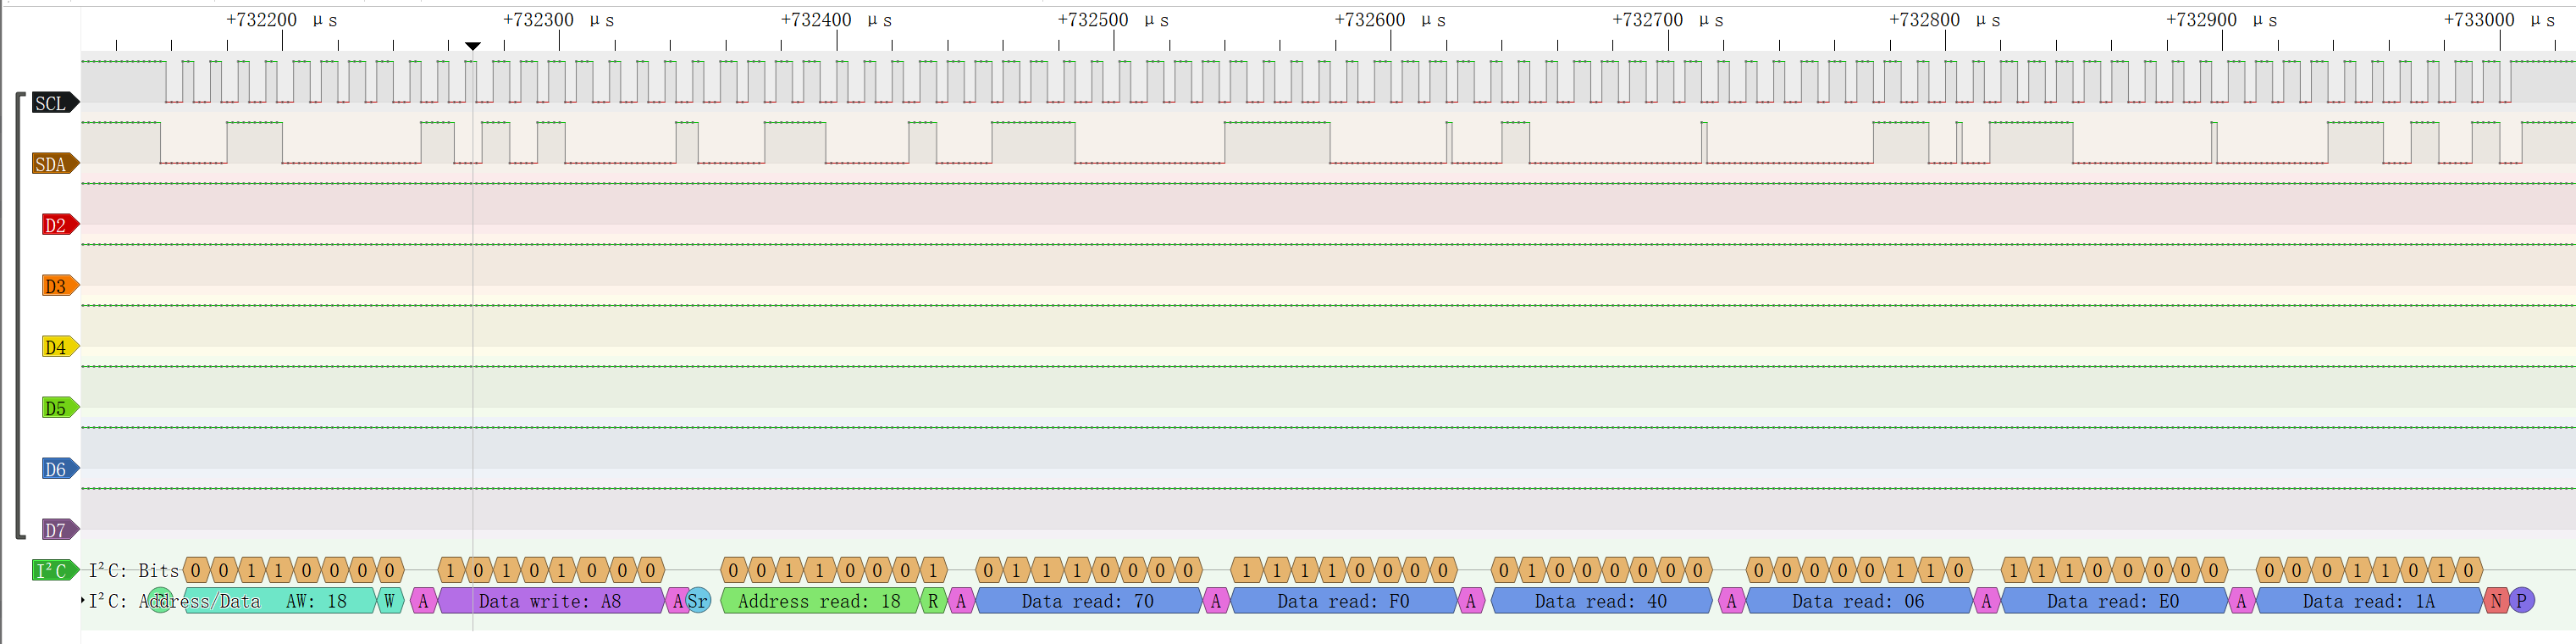 +732200 μs +732300 μs +732400 μs +732500 μs +732600 μs +732700 μs +732800 μs +732900 μs +733000 μs
SCL
SDA
D2
D3
D4
D5
D6
D7
I²C I²C: Bits 0 0 1 1 0 0 0 0 1 0 1 0 1 0 0 0 0 0 1 1 0 0 0 1 0 1 1 1 0 0 0 0 1 1 1 1 0 0 0 0 0 1 0 0 0 0 0 0 0 0 0 0 0 1 1 0 1 1 1 0 0 0 0 0 0 0 0 1 1 0 1 0
I²C: Address/Data AW: 18 W A Data write: A8 A Sr Address read: 18 R A Data read: 70 A Data read: F0 A Data read: 40 A Data read: 06 A Data read: E0 A Data read: 1A N P